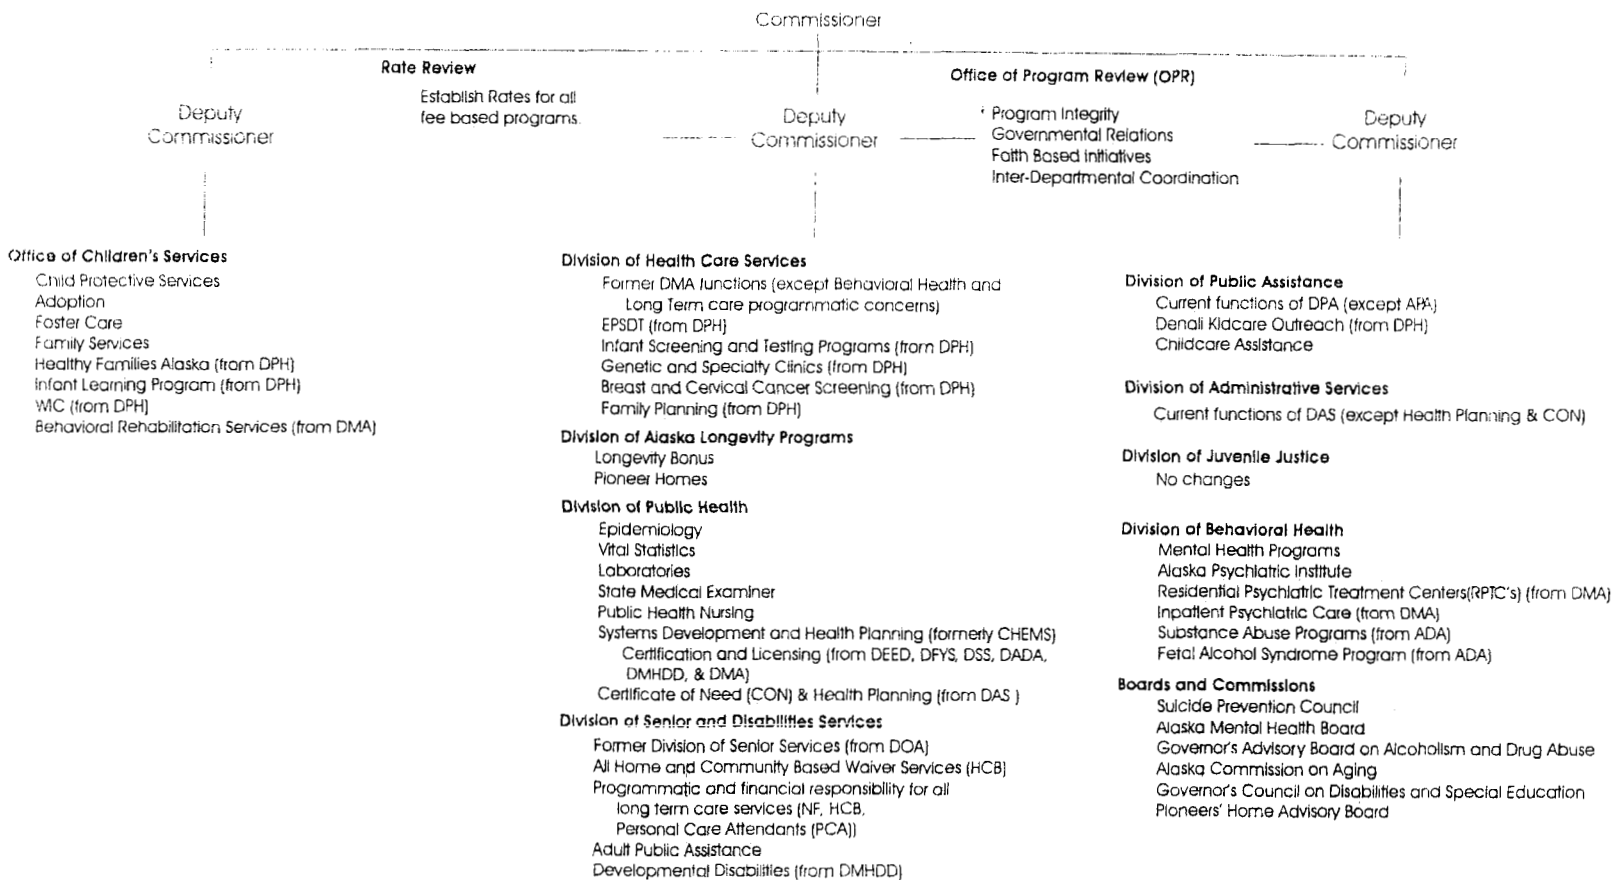 Commissioner
Rate Review
Establish Rates for all
fee based programs.
Office of Program Review (OPR)
Program Integrity
Governmental Relations
Faith Based Initiatives
Inter-Departmental Coordination
Deputy
Commissioner
Deputy
Commissioner
Deputy
Commissioner
Office of Children's Services
Child Protective Services
Adoption
Foster Care
Family Services
Healthy Families Alaska (from DPH)
Infant Learning Program (from DPH)
WIC (from DPH)
Behavioral Rehabilitation Services (from DMA)
Division of Health Care Services
Former DMA functions (except Behavioral Health and
Long Term care programmatic concerns)
EPSDT (from DPH)
Infant Screening and Testing Programs (from DPH)
Genetic and Specialty Clinics (from DPH)
Breast and Cervical Cancer Screening (from DPH)
Family Planning (from DPH)
Division of Alaska Longevity Programs
Longevity Bonus
Pioneer Homes
Division of Public Health
Epidemiology
Vital Statistics
Laboratories
State Medical Examiner
Public Health Nursing
Systems Development and Health Planning (formerly CHEMS)
Certification and Licensing (from DEED, DFYS, DSS, DADA,
DMHDD, & DMA)
Certificate of Need (CON) & Health Planning (from DAS )
Division of Senior and Disabilities Services
Former Division of Senior Services (from DOA)
All Home and Community Based Waiver Services (HCB)
Programmatic and financial responsibility for all
long term care services (NF, HCB,
Personal Care Attendants (PCA))
Adult Public Assistance
Developmental Disabilities (from DMHDD)
Division of Public Assistance
Current functions of DPA (except APA)
Denali Kidcare Outreach (from DPH)
Childcare Assistance
Division of Administrative Services
Current functions of DAS (except Health Planning & CON)
Division of Juvenile Justice
No changes
Division of Behavioral Health
Mental Health Programs
Alaska Psychiatric Institute
Residential Psychiatric Treatment Centers(RPTC's) (from DMA)
Inpatient Psychiatric Care (from DMA)
Substance Abuse Programs (from ADA)
Fetal Alcohol Syndrome Program (from ADA)
Boards and Commissions
Suicide Prevention Council
Alaska Mental Health Board
Governor's Advisory Board on Alcoholism and Drug Abuse
Alaska Commission on Aging
Governor's Council on Disabilities and Special Education
Pioneers' Home Advisory Board